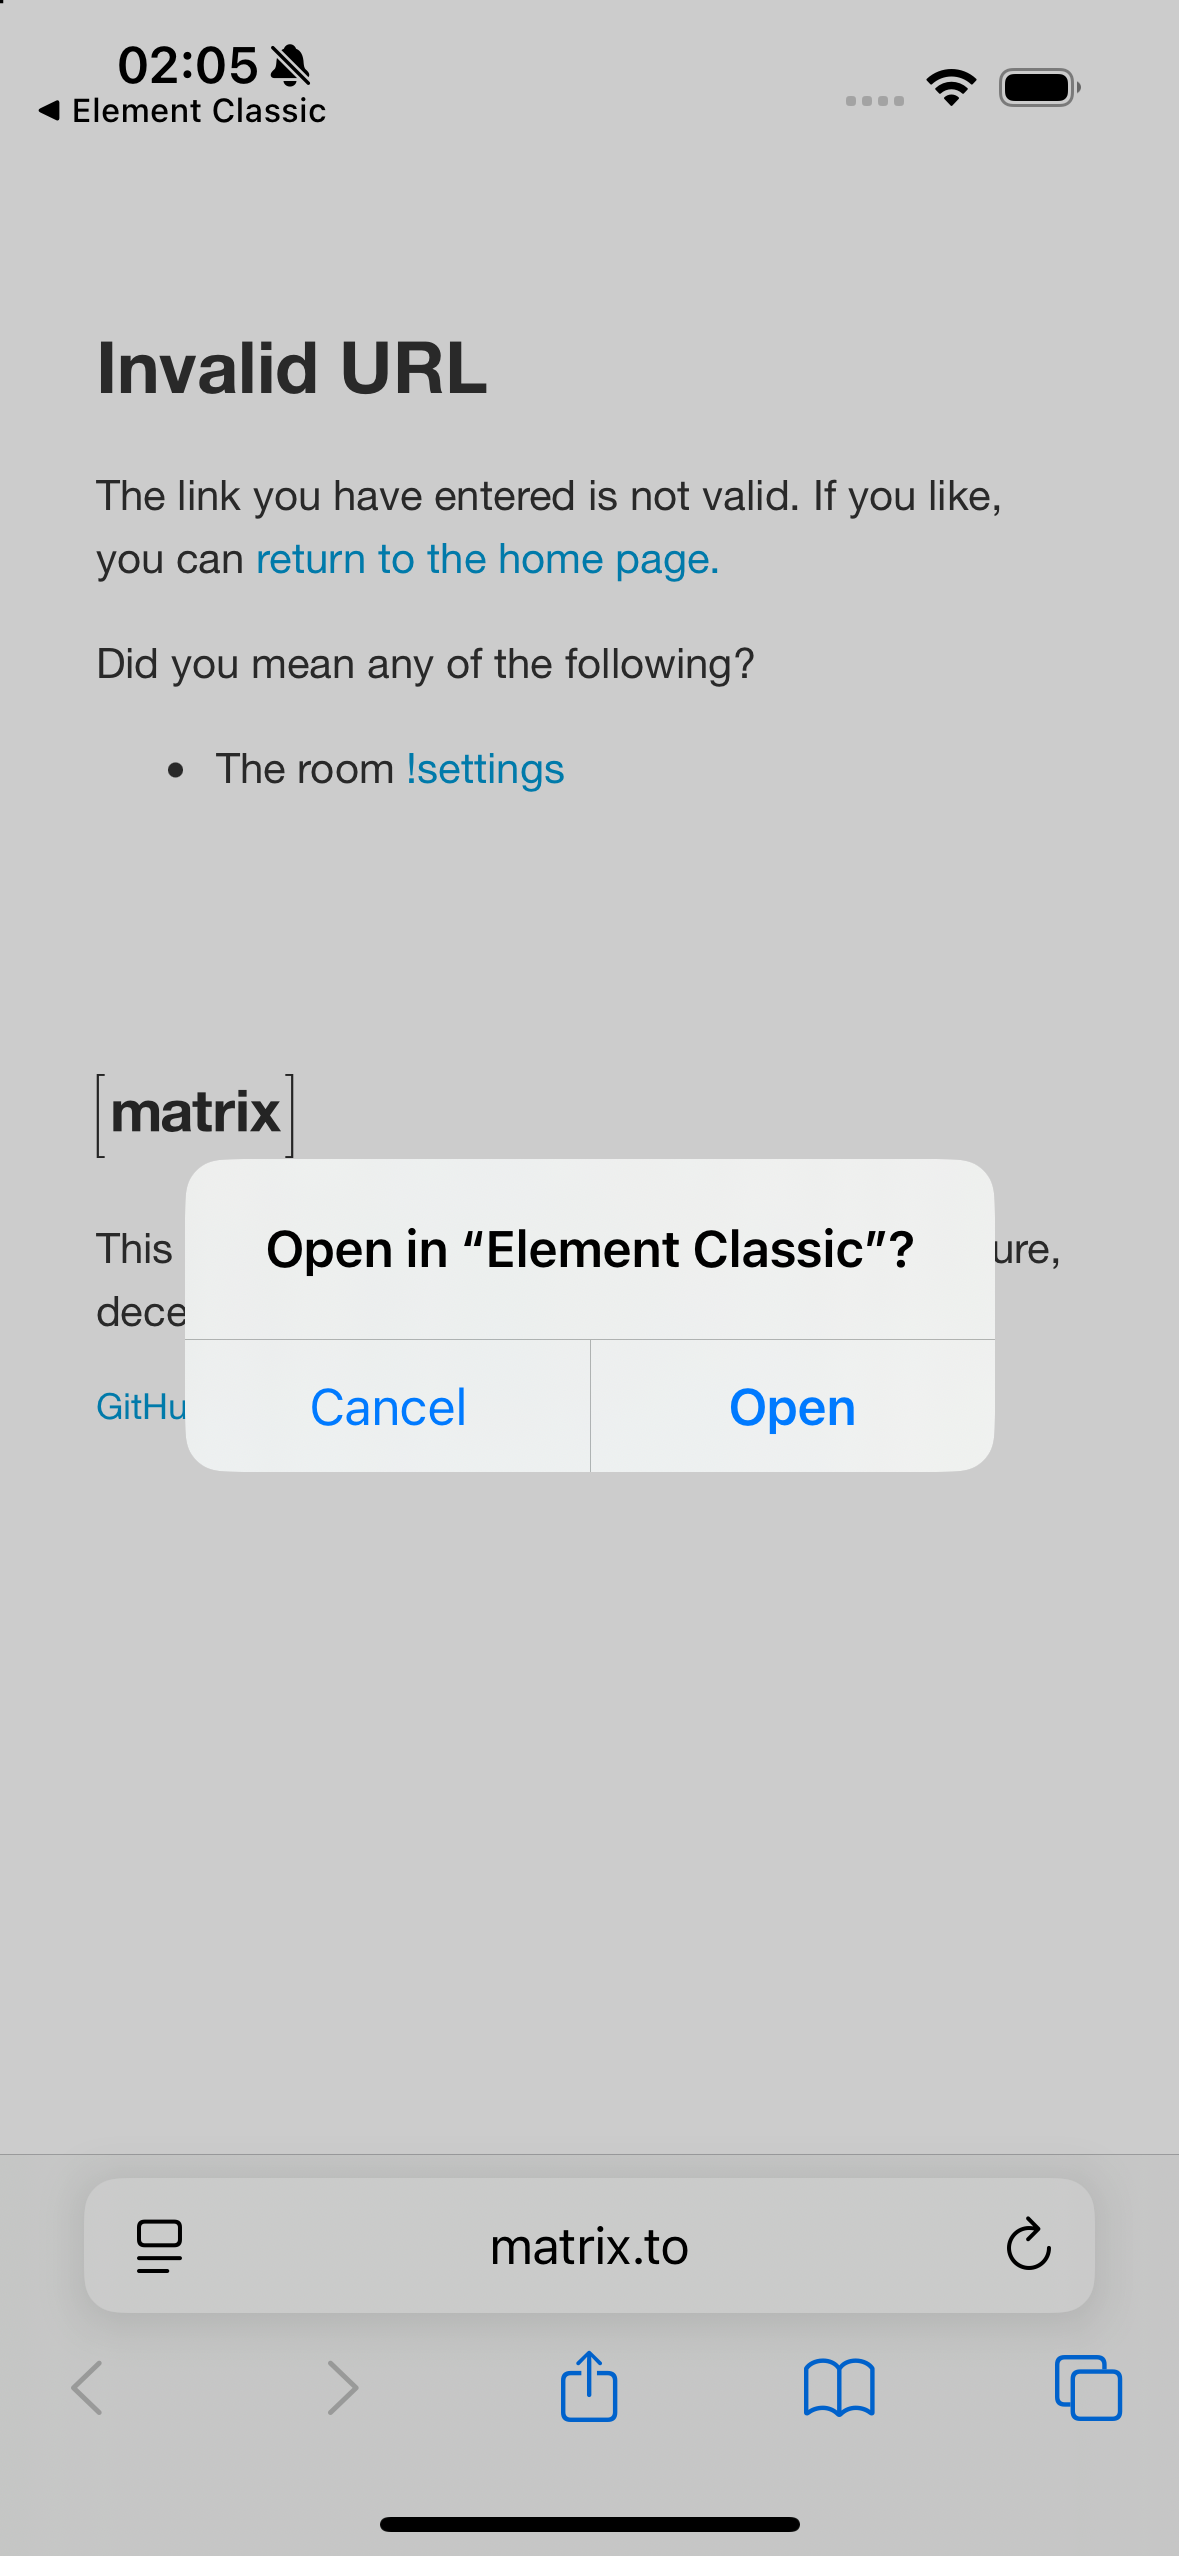 02:05
◀ Element Classic
Invalid URL
The link you have entered is not valid. If you like,
you can return to the home page.
Did you mean any of the following?
• The room !settings
[matrix]
This ure,
Open in “Element Classic”?
dece
GitHu
Cancel Open
matrix.to